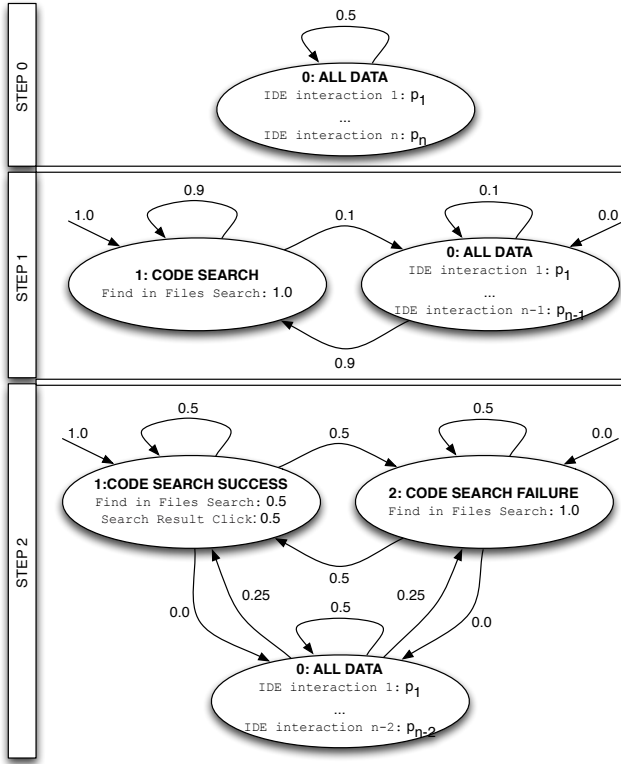 STEP 0
0.5
0: ALL DATA
IDE interaction 1: p1
...
IDE interaction n: pn
STEP 1
1.0
0.9
0.1
0.1
0.0
1: CODE SEARCH
Find in Files Search: 1.0
0: ALL DATA
IDE interaction 1: p1
...
IDE interaction n-1: pn-1
0.9
STEP 2
1.0
0.5
0.5
0.5
0.0
1:CODE SEARCH SUCCESS
Find in Files Search: 0.5
Search Result Click: 0.5
2: CODE SEARCH FAILURE
Find in Files Search: 1.0
0.5
0.0
0.25
0.5
0.25
0.0
0: ALL DATA
IDE interaction 1: p1
...
IDE interaction n-2: pn-2